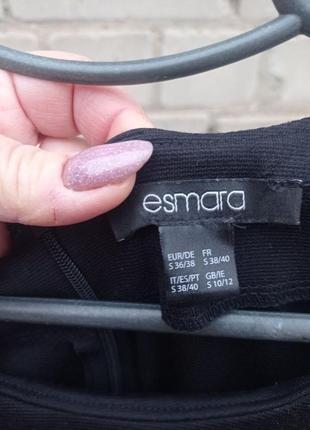 esmara
EUR/DE FR
S 36/38 S 38/40
IT/ES/PT GB/IE
S 38/40 S 10/12